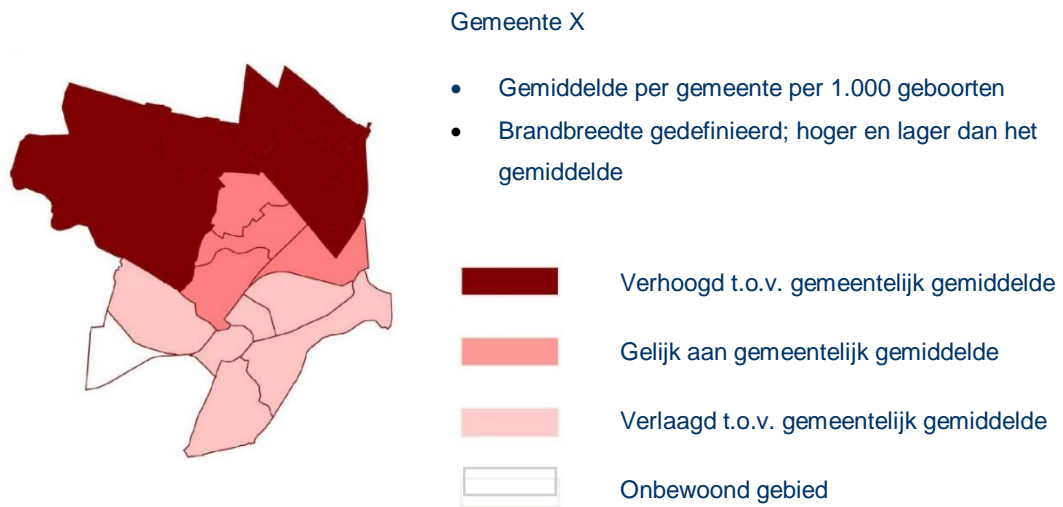 Gemeente X
• Gemiddelde per gemeente per 1.000 geboorten
• Brandbreedte gedefinieerd; hoger en lager dan het
gemiddelde
Verhoogd t.o.v. gemeentelijk gemiddelde
Gelijk aan gemeentelijk gemiddelde
Verlaagd t.o.v. gemeentelijk gemiddelde
Onbewoond gebied